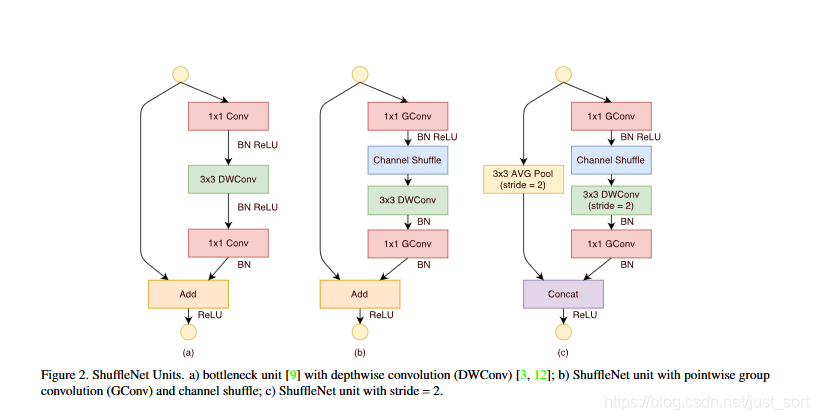 1x1 Conv
BN ReLU
3x3 DWConv
BN ReLU
1x1 Conv
BN
Add
ReLU
(a)
1x1 GConv
BN ReLU
Channel Shuffle
3x3 DWConv
BN
1x1 GConv
BN
Add
ReLU
(b)
3x3 AVG Pool
(stride = 2)
1x1 GConv
BN ReLU
Channel Shuffle
3x3 DWConv
(stride = 2)
BN
1x1 GConv
BN
Concat
ReLU
(c)
Figure 2. ShuffleNet Units. a) bottleneck unit [9] with depthwise convolution (DWConv) [3, 12]; b) ShuffleNet unit with pointwise group
convolution (GConv) and channel shuffle; c) ShuffleNet unit with stride = 2.
https://blog.csdn.net/just_sort